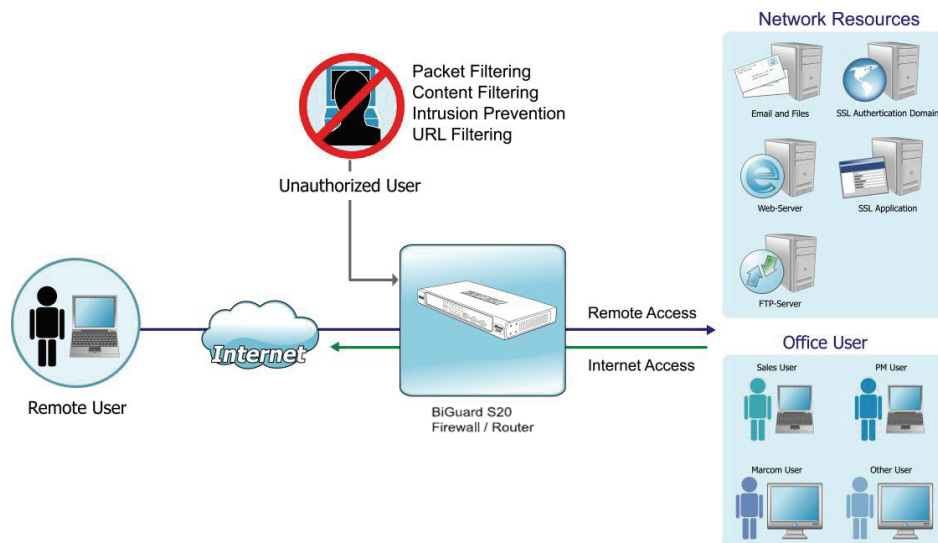 Network Resources
Packet Filtering
Content Filtering
Intrusion Prevention
URL Filtering
Unauthorized User
Email and Files
SSL Authertication Domain
Web-Server
SSL Application
FTP-Server
Remote User
Internet
Remote Access
Internet Access
BiGuard S20
Firewall / Router
Office User
Sales User
PM User
Marcom User
Other User